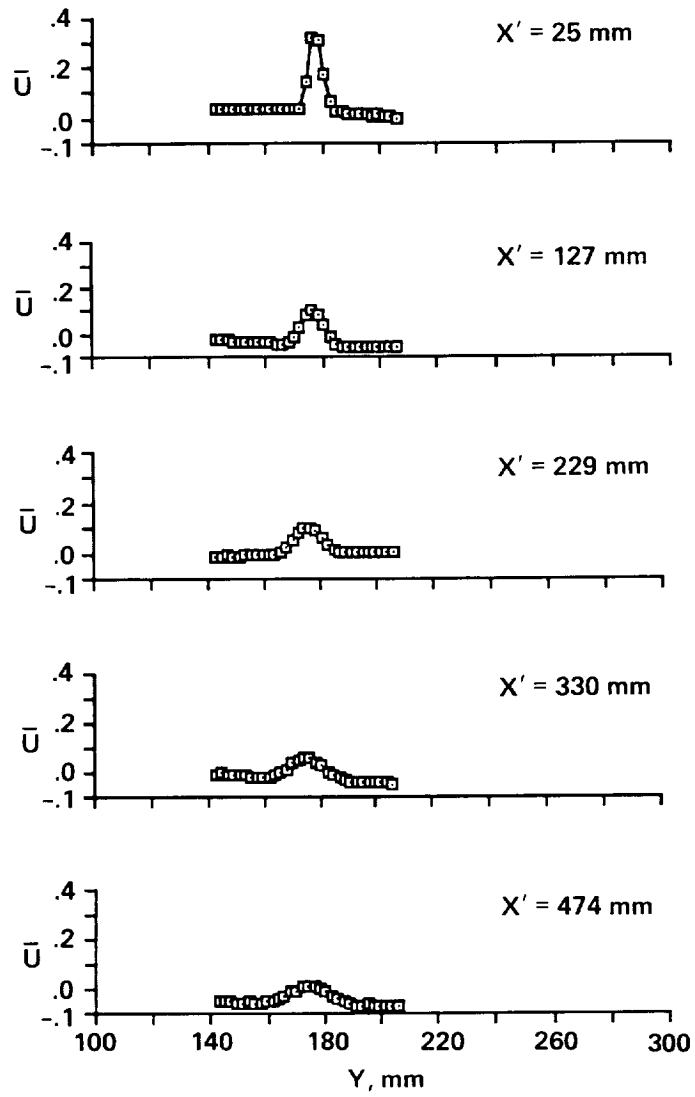 X′ = 25 mm
.4
.2
Ū
.0
-.1
X′ = 127 mm
.4
.2
Ū
.0
-.1
X′ = 229 mm
.4
.2
Ū
.0
-.1
X′ = 330 mm
.4
.2
Ū
.0
-.1
X′ = 474 mm
.4
.2
Ū
.0
-.1
100 140 180 220 260 300
Y, mm